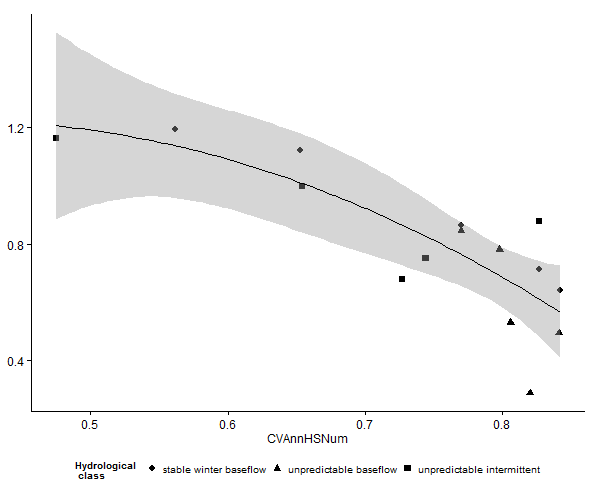 1.2
0.8
0.4
0.5 0.6 0.7 0.8
CVAnnHSNum
Hydrological
class
stable winter baseflow unpredictable baseflow unpredictable intermittent